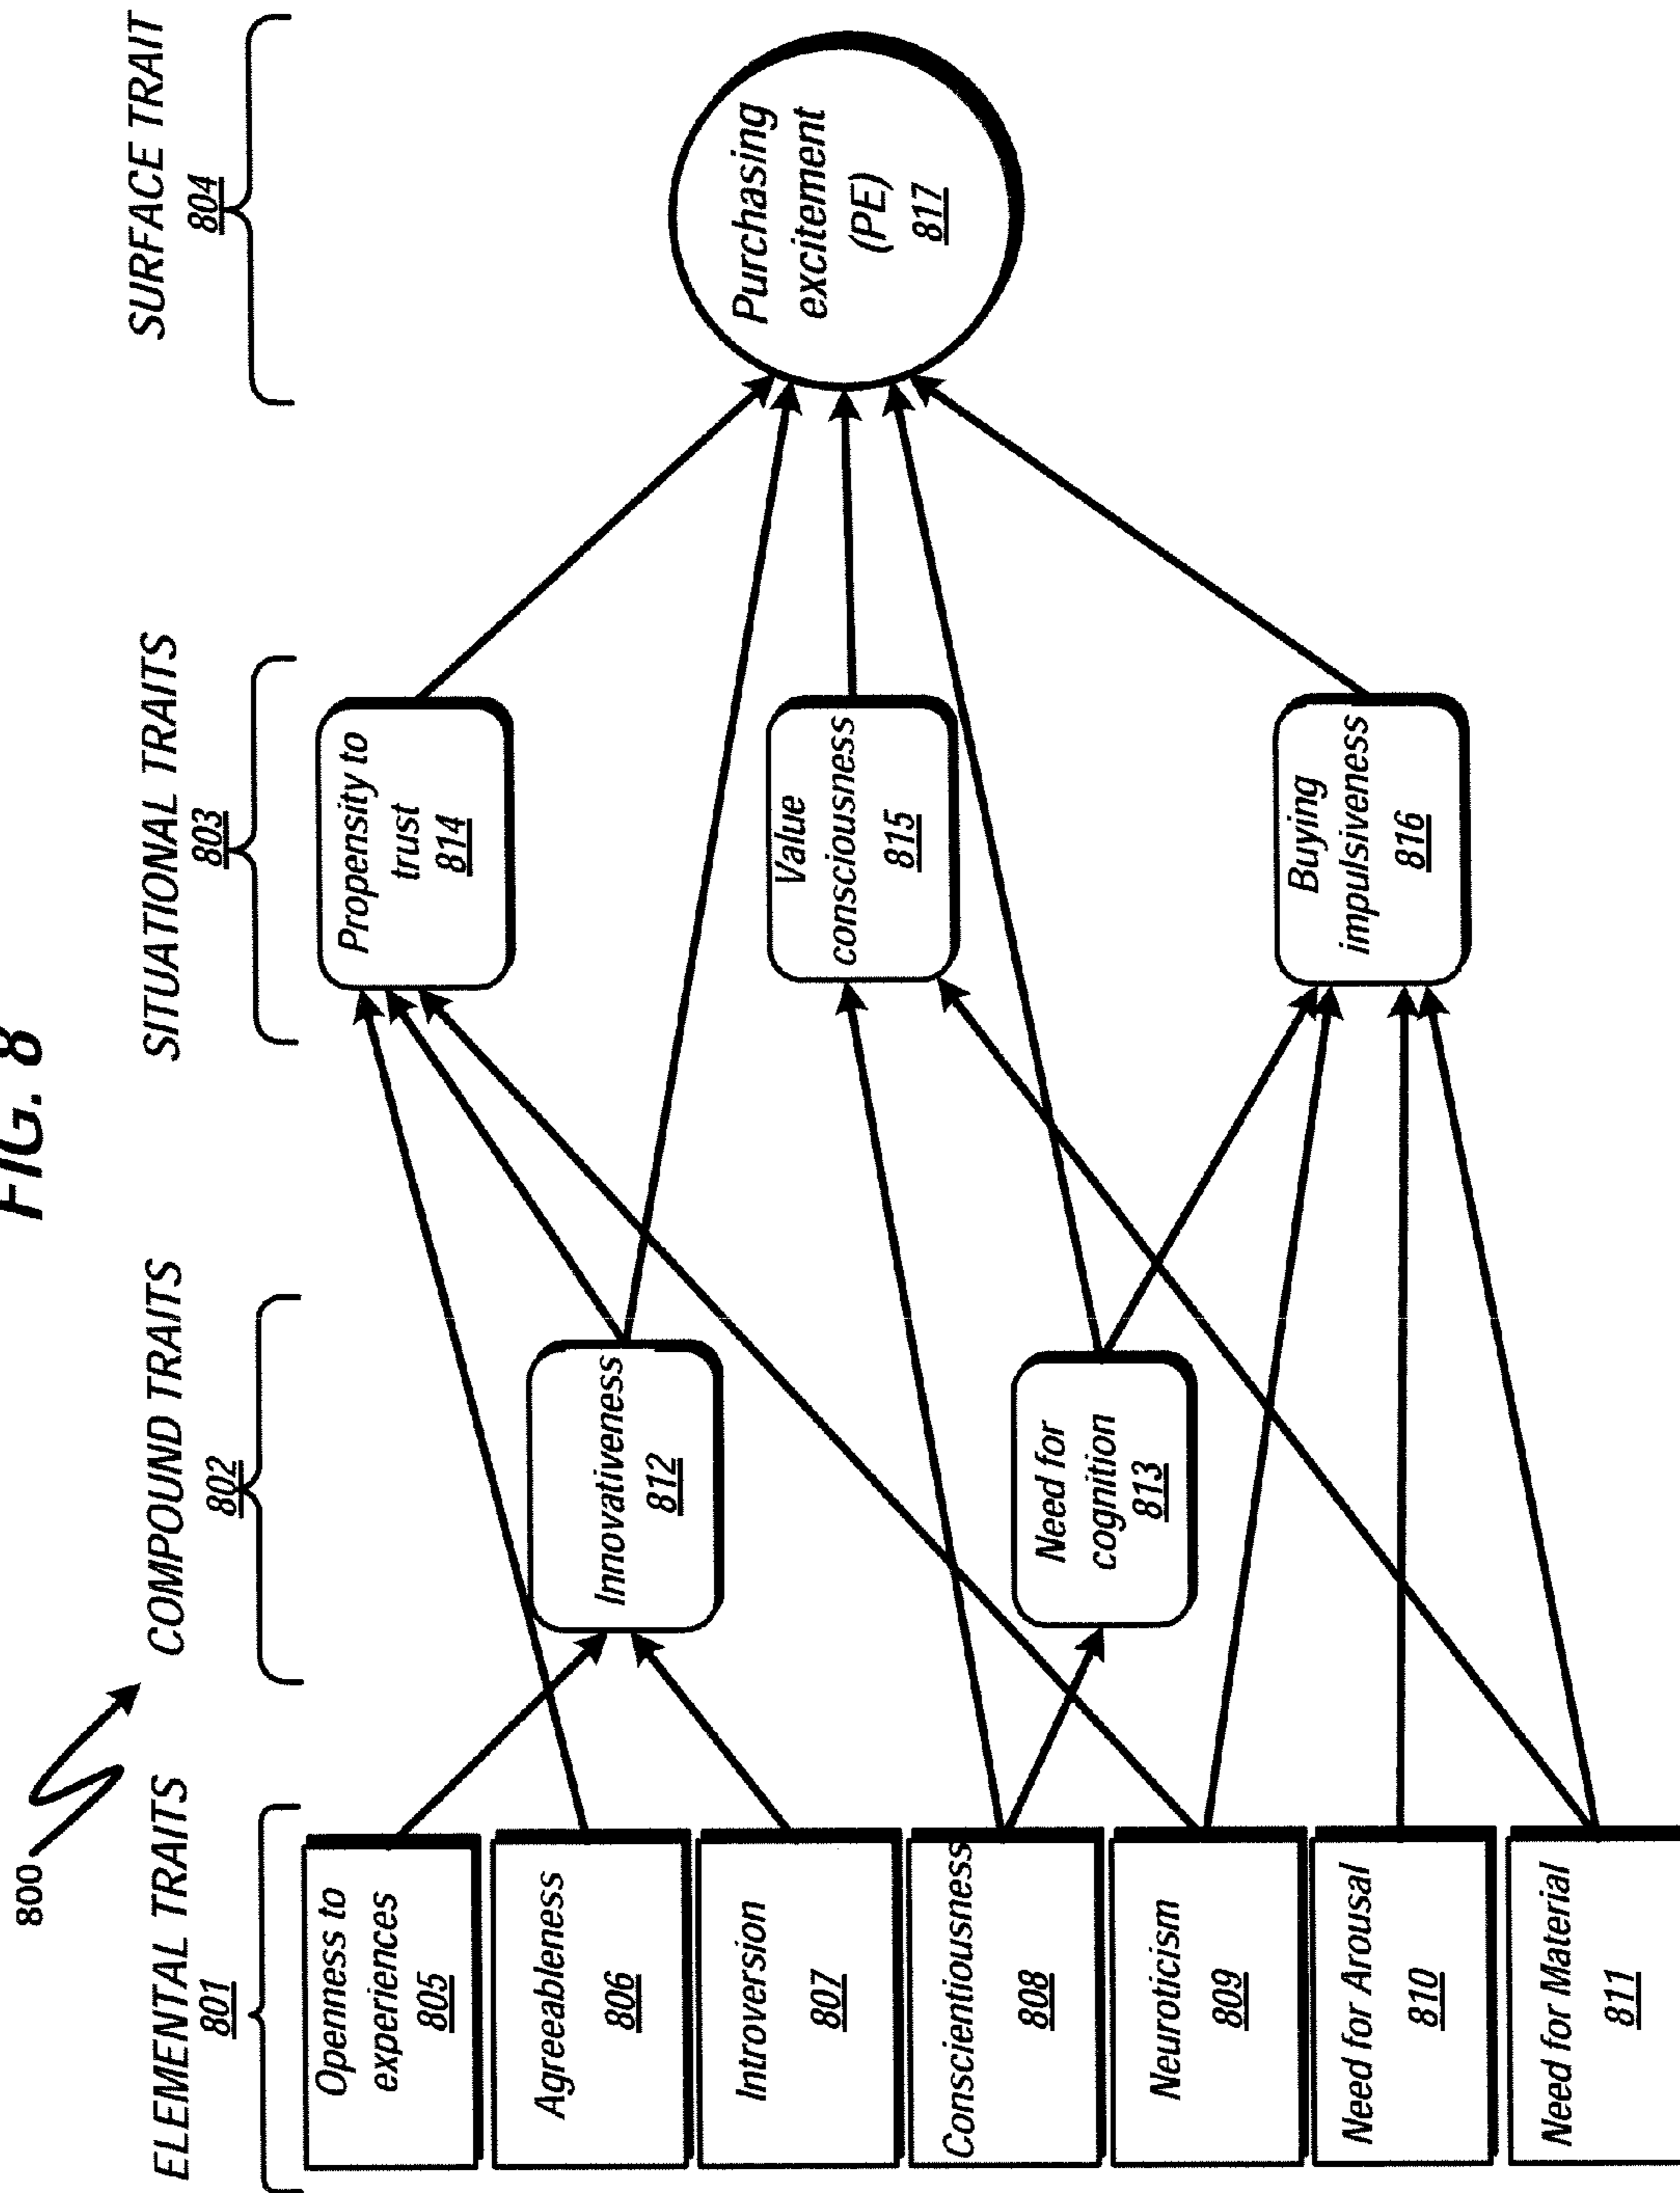 FIG. 8
800
ELEMENTAL TRAITS
801
COMPOUND TRAITS
802
SITUATIONAL TRAITS
803
SURFACE TRAIT
804
Openness to
experiences
805
Agreeableness
806
Introversion
807
Conscientiousness
808
Neuroticism
809
Need for Arousal
810
Need for Material
811
Innovativeness
812
Need for
cognition
813
Propensity to
trust
814
Value
consciousness
815
Buying
impulsiveness
816
Purchasing
excitement
(PE)
817